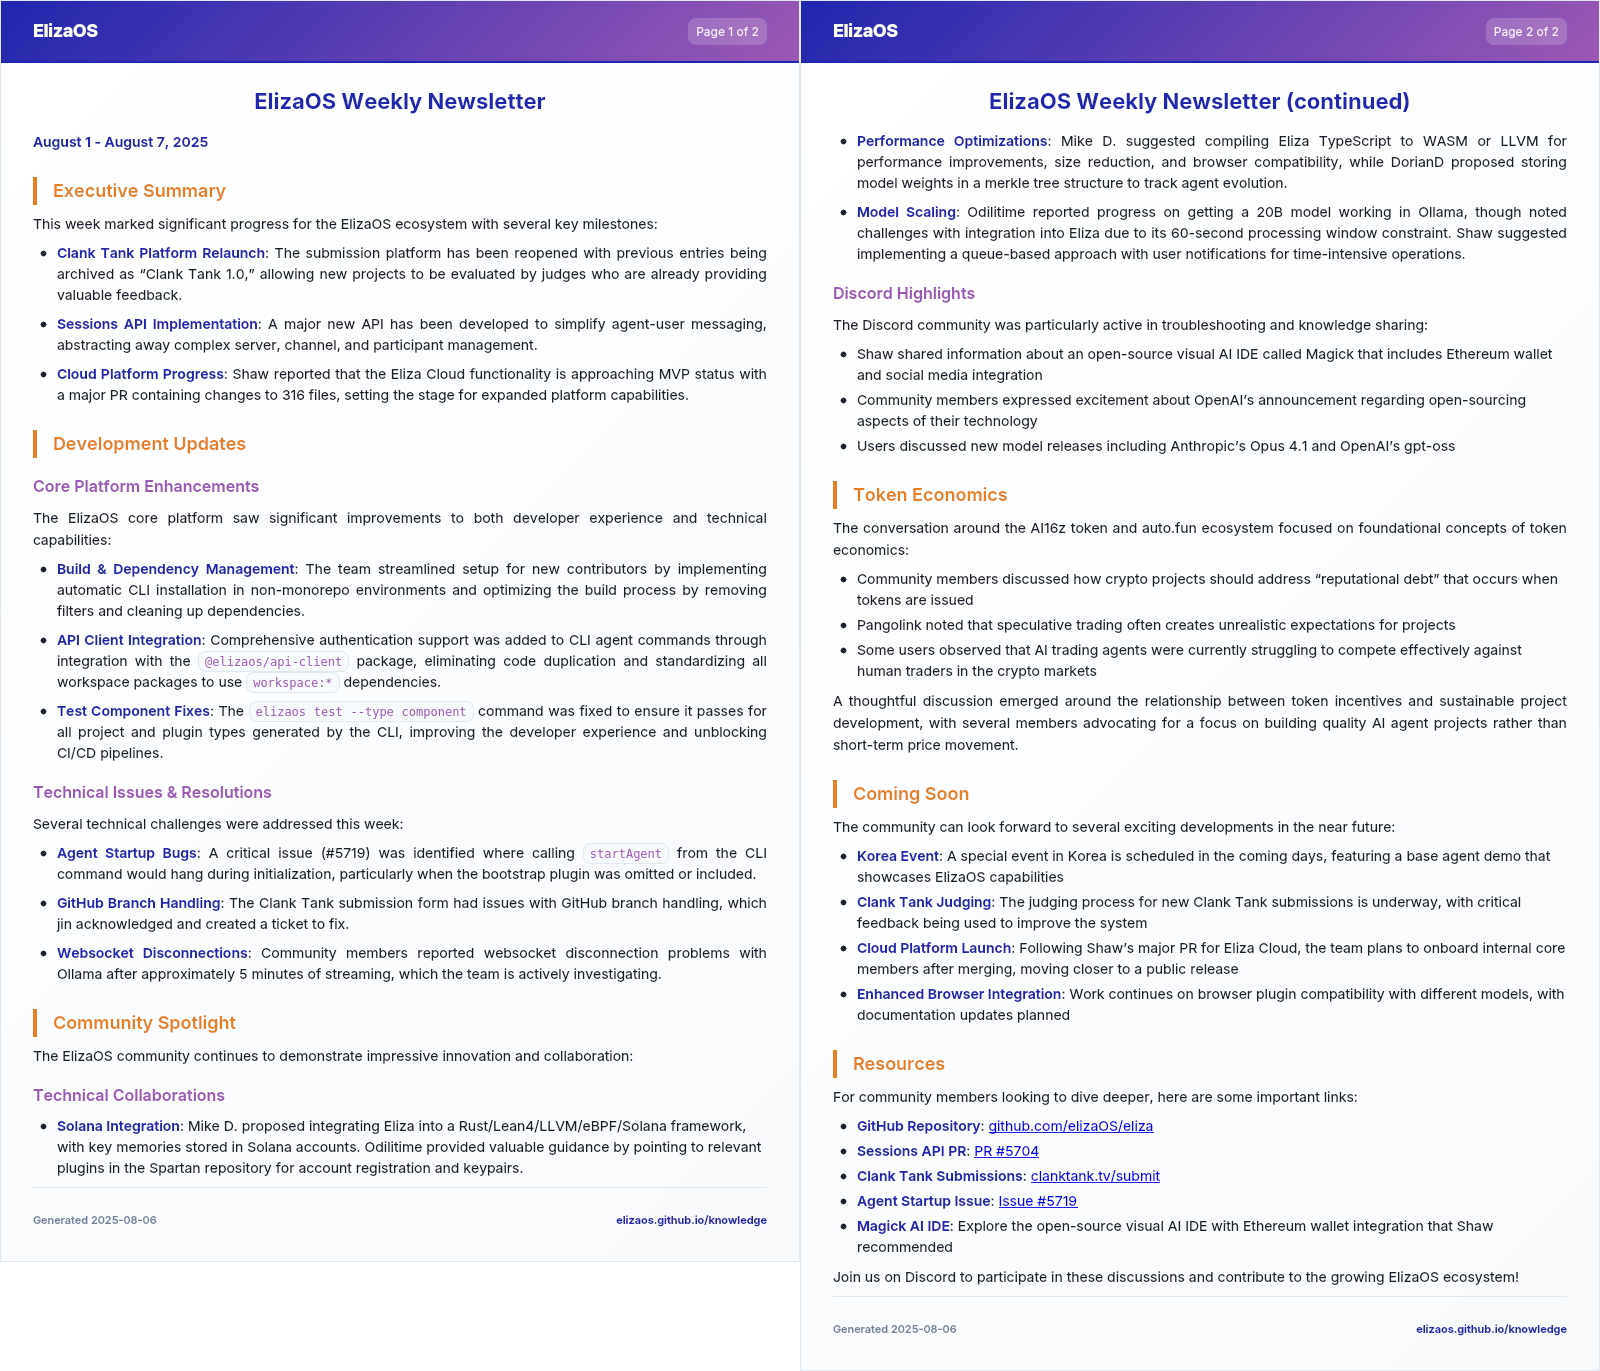 ElizaOS
Page 1 of 2
ElizaOS Weekly Newsletter
August 1 - August 7, 2025
Executive Summary
This week marked significant progress for the ElizaOS ecosystem with several key milestones:
• Clank Tank Platform Relaunch: The submission platform has been reopened with previous entries being
archived as “Clank Tank 1.0,” allowing new projects to be evaluated by judges who are already providing
valuable feedback.
• Sessions API Implementation: A major new API has been developed to simplify agent-user messaging,
abstracting away complex server, channel, and participant management.
• Cloud Platform Progress: Shaw reported that the Eliza Cloud functionality is approaching MVP status with
a major PR containing changes to 316 files, setting the stage for expanded platform capabilities.
Development Updates
Core Platform Enhancements
The ElizaOS core platform saw significant improvements to both developer experience and technical
capabilities:
• Build & Dependency Management: The team streamlined setup for new contributors by implementing
automatic CLI installation in non-monorepo environments and optimizing the build process by removing
filters and cleaning up dependencies.
• API Client Integration: Comprehensive authentication support was added to CLI agent commands through
integration with the @elizaos/api-client package, eliminating code duplication and standardizing all
workspace packages to use workspace:* dependencies.
• Test Component Fixes: The elizaos test --type component command was fixed to ensure it passes for
all project and plugin types generated by the CLI, improving the developer experience and unblocking
CI/CD pipelines.
Technical Issues & Resolutions
Several technical challenges were addressed this week:
• Agent Startup Bugs: A critical issue (#5719) was identified where calling startAgent from the CLI
command would hang during initialization, particularly when the bootstrap plugin was omitted or included.
• GitHub Branch Handling: The Clank Tank submission form had issues with GitHub branch handling, which
jin acknowledged and created a ticket to fix.
• Websocket Disconnections: Community members reported websocket disconnection problems with
Ollama after approximately 5 minutes of streaming, which the team is actively investigating.
Community Spotlight
The ElizaOS community continues to demonstrate impressive innovation and collaboration:
Technical Collaborations
• Solana Integration: Mike D. proposed integrating Eliza into a Rust/Lean4/LLVM/eBPF/Solana framework,
with key memories stored in Solana accounts. Odilitime provided valuable guidance by pointing to relevant
plugins in the Spartan repository for account registration and keypairs.
Generated 2025-08-06
elizaos.github.io/knowledge
ElizaOS
Page 2 of 2
ElizaOS Weekly Newsletter (continued)
• Performance Optimizations: Mike D. suggested compiling Eliza TypeScript to WASM or LLVM for
performance improvements, size reduction, and browser compatibility, while DorianD proposed storing
model weights in a merkle tree structure to track agent evolution.
• Model Scaling: Odilitime reported progress on getting a 20B model working in Ollama, though noted
challenges with integration into Eliza due to its 60-second processing window constraint. Shaw suggested
implementing a queue-based approach with user notifications for time-intensive operations.
Discord Highlights
The Discord community was particularly active in troubleshooting and knowledge sharing:
• Shaw shared information about an open-source visual AI IDE called Magick that includes Ethereum wallet
and social media integration
• Community members expressed excitement about OpenAI’s announcement regarding open-sourcing
aspects of their technology
• Users discussed new model releases including Anthropic’s Opus 4.1 and OpenAI’s gpt-oss
Token Economics
The conversation around the AI16z token and auto.fun ecosystem focused on foundational concepts of token
economics:
• Community members discussed how crypto projects should address “reputational debt” that occurs when
tokens are issued
• Pangolink noted that speculative trading often creates unrealistic expectations for projects
• Some users observed that AI trading agents were currently struggling to compete effectively against
human traders in the crypto markets
A thoughtful discussion emerged around the relationship between token incentives and sustainable project
development, with several members advocating for a focus on building quality AI agent projects rather than
short-term price movement.
Coming Soon
The community can look forward to several exciting developments in the near future:
• Korea Event: A special event in Korea is scheduled in the coming days, featuring a base agent demo that
showcases ElizaOS capabilities
• Clank Tank Judging: The judging process for new Clank Tank submissions is underway, with critical
feedback being used to improve the system
• Cloud Platform Launch: Following Shaw’s major PR for Eliza Cloud, the team plans to onboard internal core
members after merging, moving closer to a public release
• Enhanced Browser Integration: Work continues on browser plugin compatibility with different models, with
documentation updates planned
Resources
For community members looking to dive deeper, here are some important links:
• GitHub Repository: github.com/elizaOS/eliza
• Sessions API PR: PR #5704
• Clank Tank Submissions: clanktank.tv/submit
• Agent Startup Issue: Issue #5719
• Magick AI IDE: Explore the open-source visual AI IDE with Ethereum wallet integration that Shaw
recommended
Join us on Discord to participate in these discussions and contribute to the growing ElizaOS ecosystem!
Generated 2025-08-06
elizaos.github.io/knowledge